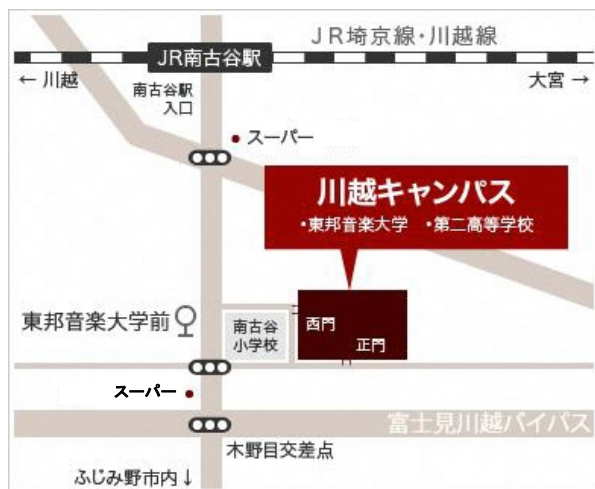 JR埼京線・川越線
JR南古谷駅
← 川越
大宮 →
南古谷駅
入口
スーパー
川越キャンパス
・東邦音楽大学 ・第二高等学校
東邦音楽大学前
南古谷
小学校
西門
正門
スーパー
富士見川越バイパス
木野目交差点
ふじみ野市内↓